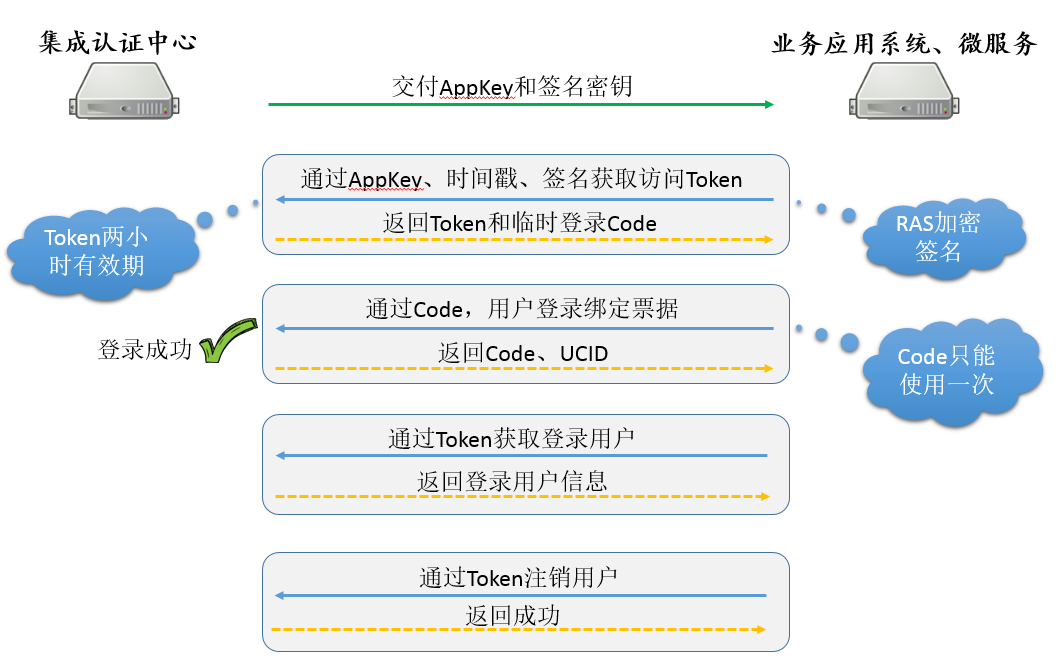 集成认证中心
业务应用系统、微服务
交付AppKey和签名密钥
通过AppKey、时间戳、签名获取访问Token
返回Token和临时登录Code
Token两小
时有效期
RAS加密
签名
通过Code，用户登录绑定票据
返回Code、UCID
登录成功
Code只能
使用一次
通过Token获取登录用户
返回登录用户信息
通过Token注销用户
返回成功